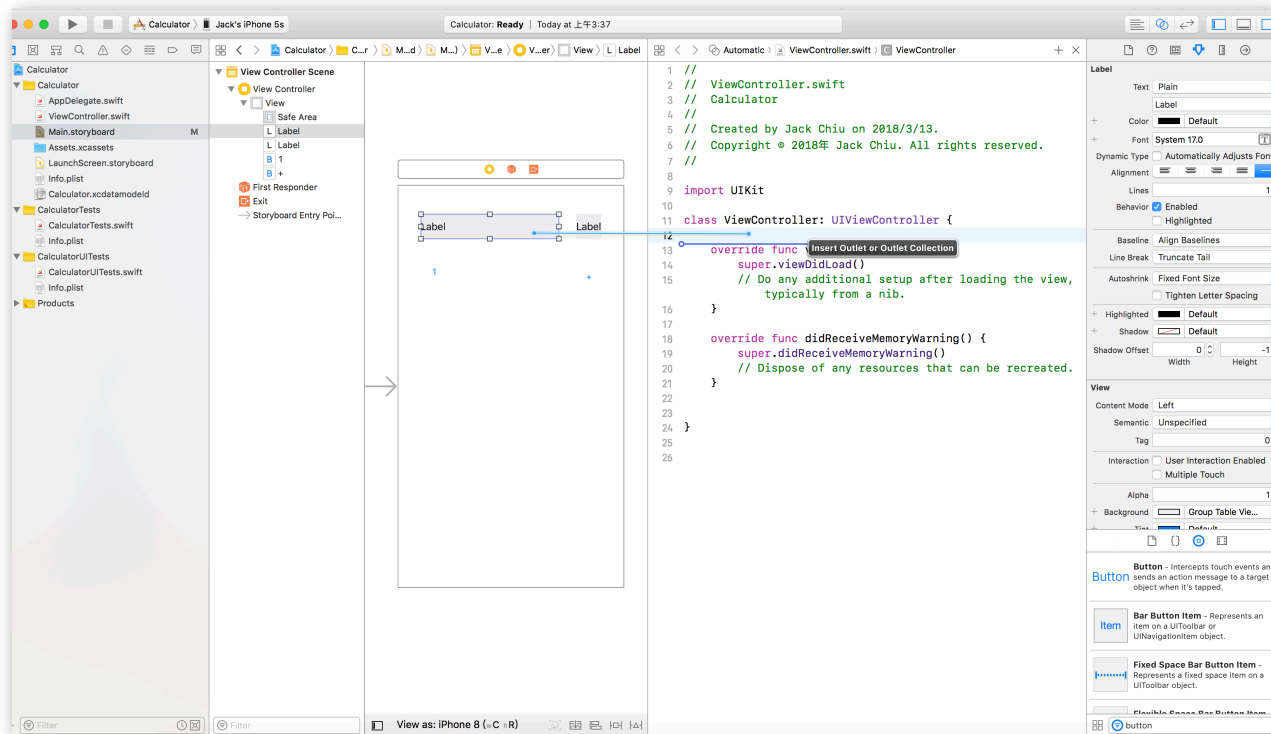 Calculator 〉 Jack's iPhone 5s
Calculator: Ready | Today at 上午3:37
Calculator 〉 C...r 〉 M...d 〉 M...) 〉 V...e 〉 V...er 〉 View 〉 L Label
Automatic 〉 ViewController.swift 〉 C ViewController
Calculator
Calculator
AppDelegate.swift
ViewController.swift
Main.storyboard M
Assets.xcassets
LaunchScreen.storyboard
Info.plist
Calculator.xcdatamodeld
CalculatorTests
CalculatorTests.swift
Info.plist
CalculatorUITests
CalculatorUITests.swift
Info.plist
Products
Filter
View Controller Scene
View Controller
View
Safe Area
L Label
L Label
B 1
B +
First Responder
Exit
Storyboard Entry Poi...
Filter
Label Label
1 +
View as: iPhone 8 (wC hR)
1 //
2 // ViewController.swift
3 // Calculator
4 //
5 // Created by Jack Chiu on 2018/3/13.
6 // Copyright © 2018年 Jack Chiu. All rights reserved.
7 //
8
9 import UIKit
10
11 class ViewController: UIViewController {
12
Insert Outlet or Outlet Collection
13 override func v
14 super.viewDidLoad()
15 // Do any additional setup after loading the view,
typically from a nib.
16 }
17
18 override func didReceiveMemoryWarning() {
19 super.didReceiveMemoryWarning()
20 // Dispose of any resources that can be recreated.
21 }
22
23
24 }
25
26
Label
Text Plain
Label
+ Color Default
+ Font System 17.0
Dynamic Type Automatically Adjusts Fon
Alignment
Lines 1
Behavior Enabled
Highlighted
Baseline Align Baselines
Line Break Truncate Tail
Autoshrink Fixed Font Size
Tighten Letter Spacing
+ Highlighted Default
+ Shadow Default
Shadow Offset 0 -1
Width Height
View
Content Mode Left
Semantic Unspecified
Tag 0
Interaction User Interaction Enabled
Multiple Touch
Alpha 1
+ Background Group Table Vie...
+ Tint Default
Button
Button - Intercepts touch events an
sends an action message to a target
object when it's tapped.
Item
Bar Button Item - Represents an
item on a UIToolbar or
UINavigationItem object.
Fixed Space Bar Button Item -
Represents a fixed space item on a
UIToolbar object.
Flexible Space Bar Button Item
button